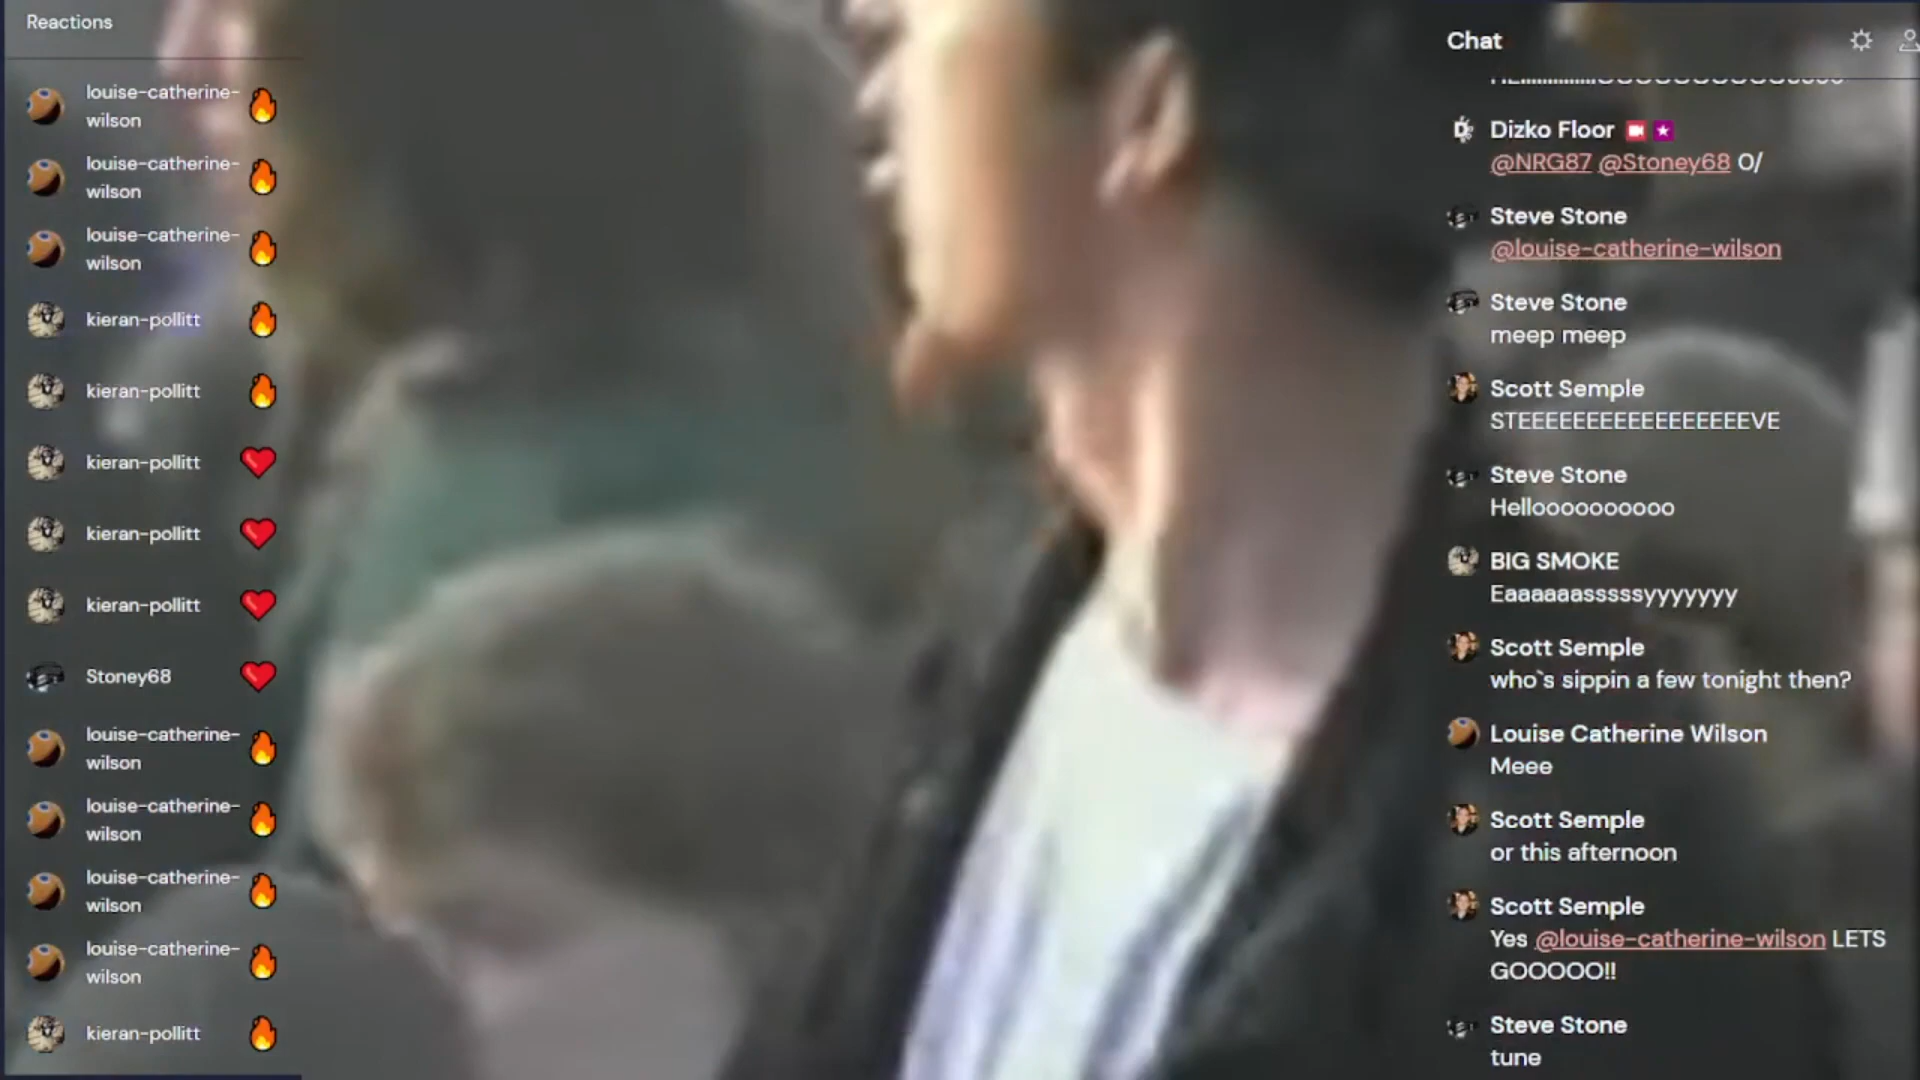 Reactions
louise-catherine-
wilson
louise-catherine-
wilson
louise-catherine-
wilson
kieran-pollitt
kieran-pollitt
kieran-pollitt
kieran-pollitt
kieran-pollitt
Stoney68
louise-catherine-
wilson
louise-catherine-
wilson
louise-catherine-
wilson
louise-catherine-
wilson
kieran-pollitt
Chat
Dizko Floor
@NRG87 @Stoney68 O/
Steve Stone
@louise-catherine-wilson
Steve Stone
meep meep
Scott Semple
STEEEEEEEEEEEEEEEEEVE
Steve Stone
Helloooooooooo
BIG SMOKE
Eaaaaaasssssyyyyyyy
Scott Semple
who`s sippin a few tonight then?
Louise Catherine Wilson
Meee
Scott Semple
or this afternoon
Scott Semple
Yes @louise-catherine-wilson LETS
GOOOOO!!
Steve Stone
tune